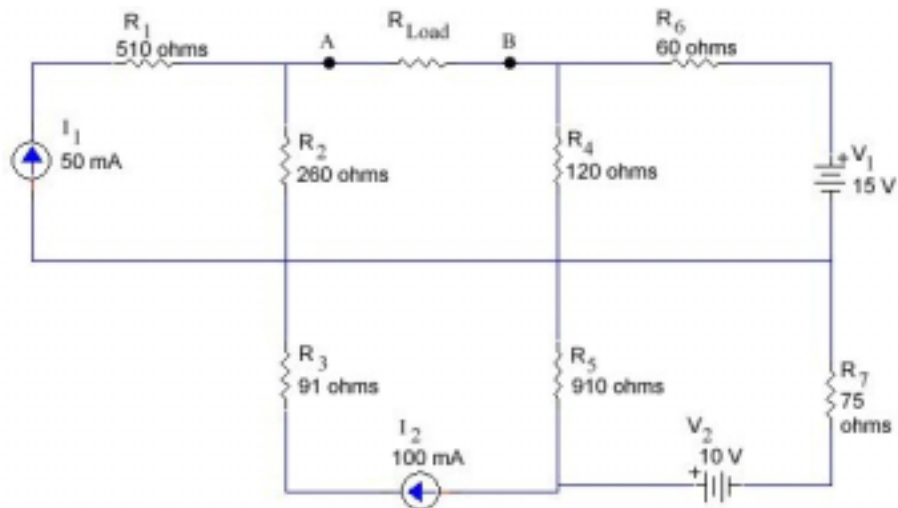 R1
510 ohms
A
RLoad
B
R6
60 ohms
I1
50 mA
R2
260 ohms
R4
120 ohms
+
V1
15 V
R3
91 ohms
R5
910 ohms
R7
75
ohms
I2
100 mA
V2
10 V
+